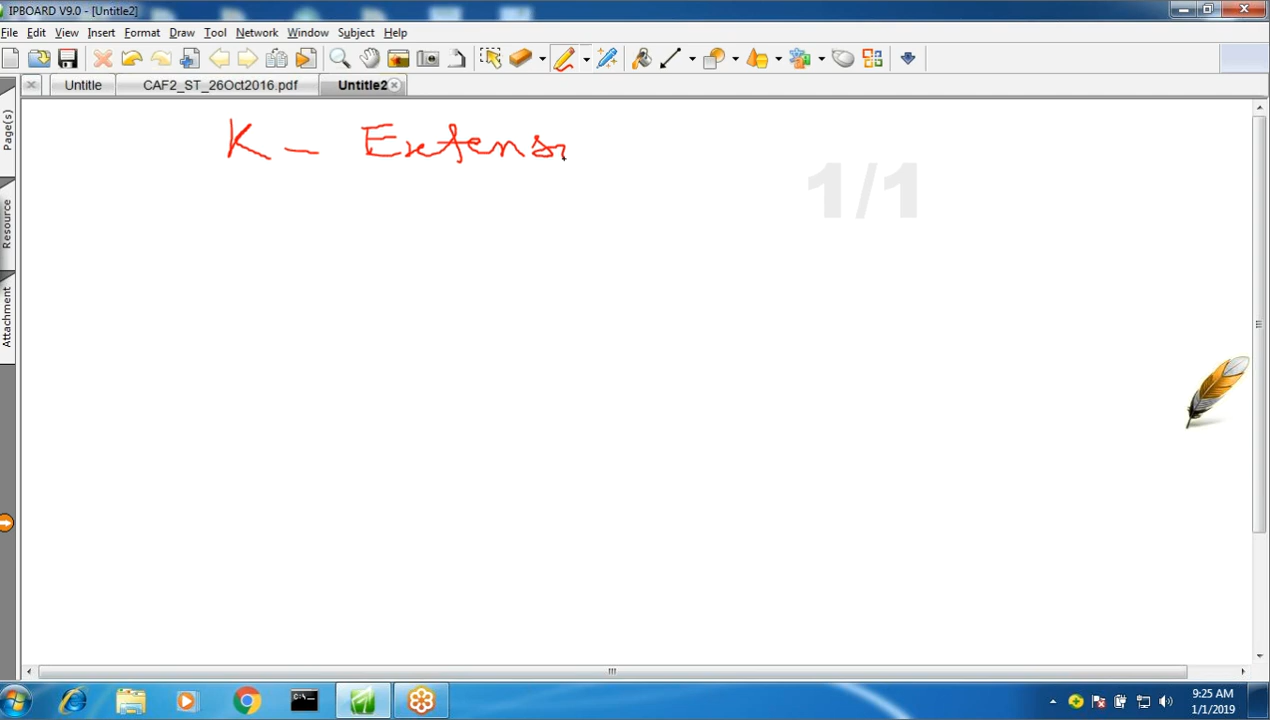 IPBOARD V9.0 - [Untitle2]
File Edit View Insert Format Draw Tool Network Window Subject Help
Untitle CAF2_ST_26Oct2016.pdf Untitle2
Page(s)
Resource
Attachment
K - Extensi
1/1
9:25 AM
1/1/2019